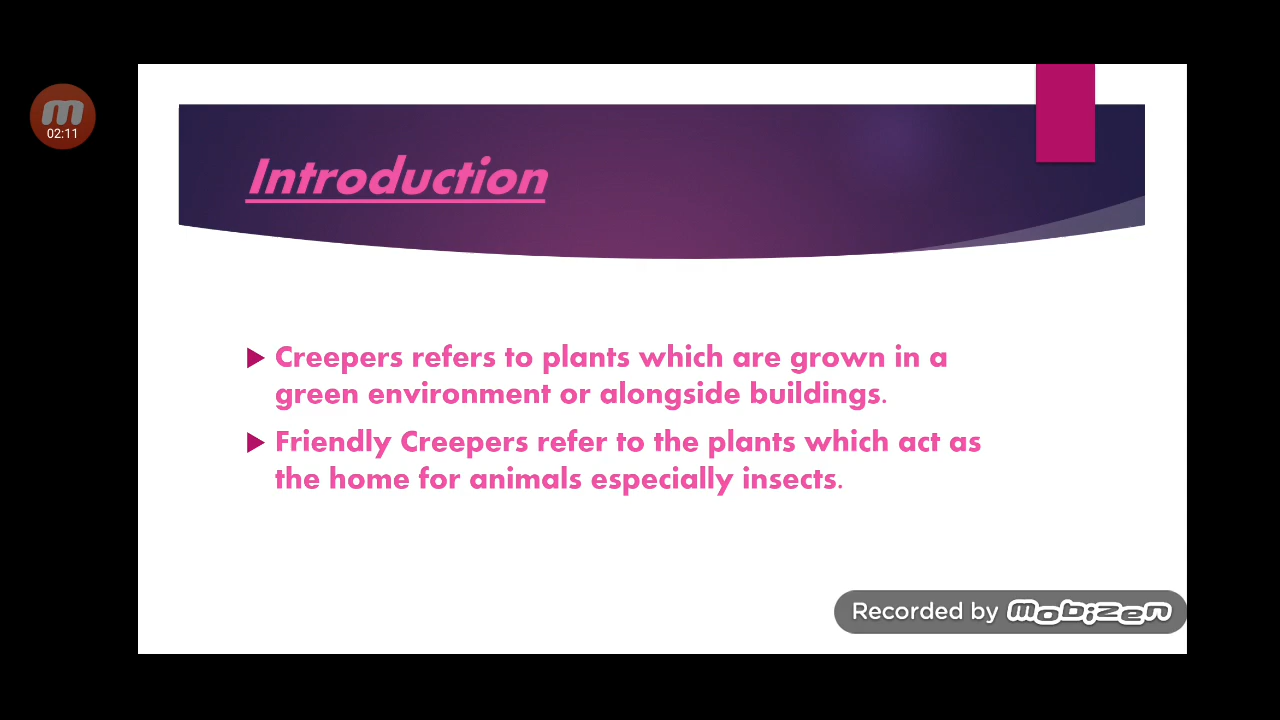 m
02:11
Introduction
Creepers refers to plants which are grown in a
green environment or alongside buildings.
Friendly Creepers refer to the plants which act as
the home for animals especially insects.
Recorded by mobizen